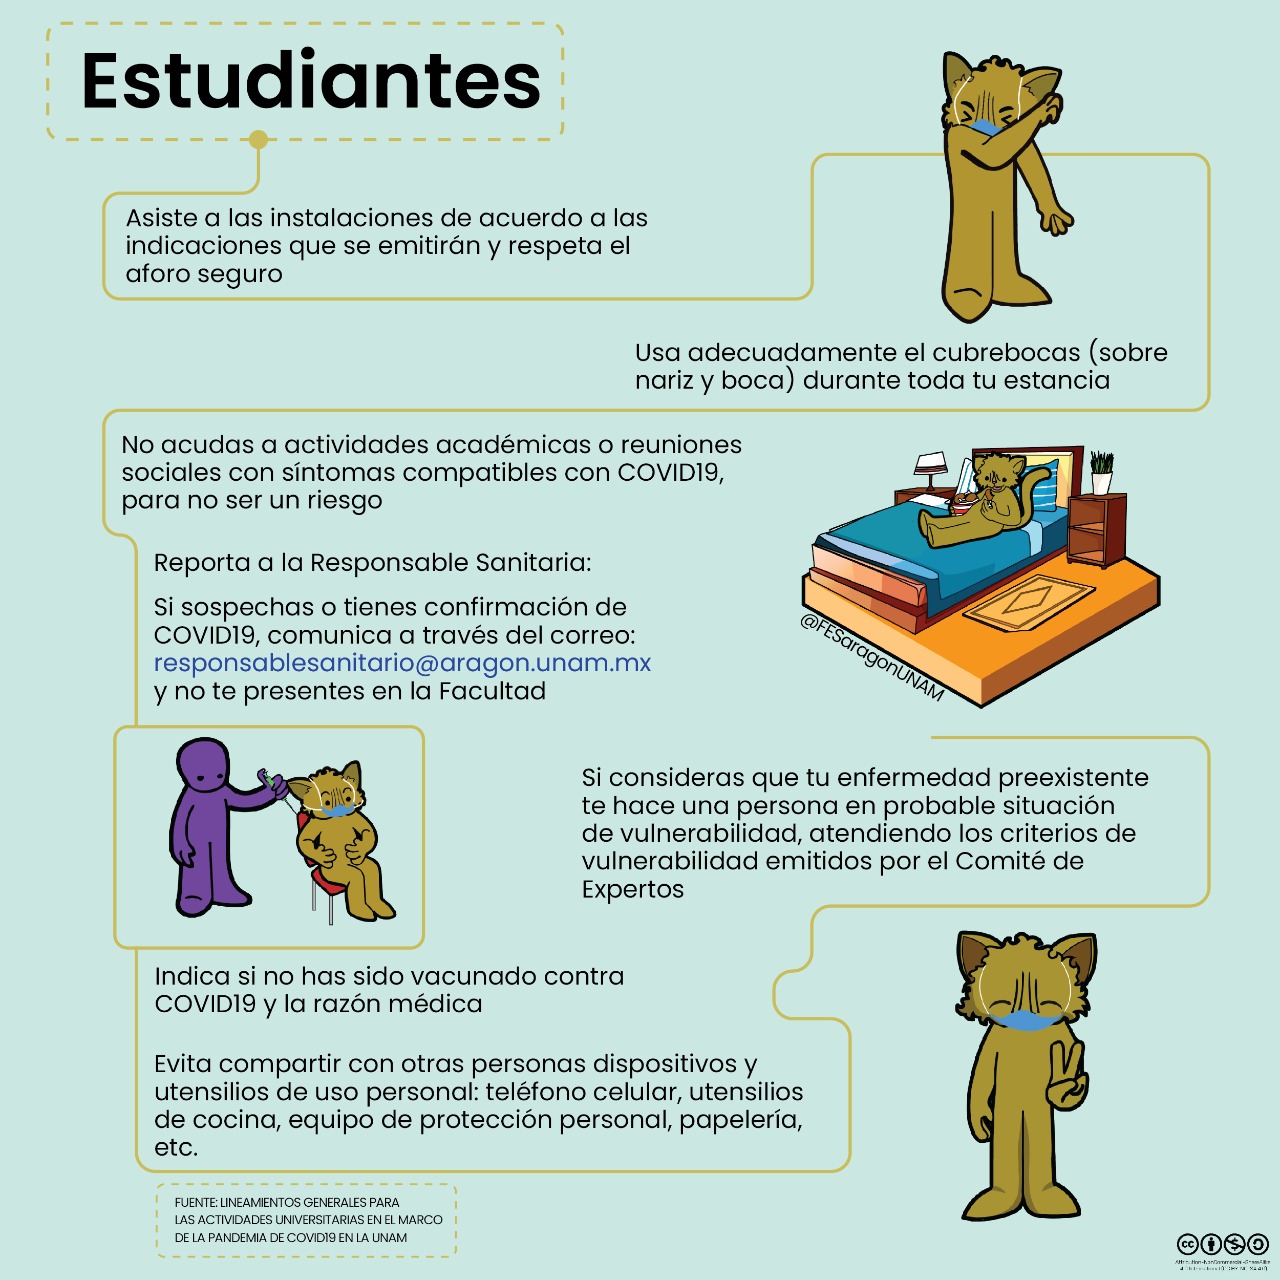 Estudiantes
Asiste a las instalaciones de acuerdo a las
indicaciones que se emitirán y respeta el
aforo seguro
Usa adecuadamente el cubrebocas (sobre
nariz y boca) durante toda tu estancia
No acudas a actividades académicas o reuniones
sociales con síntomas compatibles con COVID19,
para no ser un riesgo
Reporta a la Responsable Sanitaria:
Si sospechas o tienes confirmación de
COVID19, comunica a través del correo:
responsablesanitario@aragon.unam.mx
y no te presentes en la Facultad
@FESaragonUNAM
Si consideras que tu enfermedad preexistente
te hace una persona en probable situación
de vulnerabilidad, atendiendo los criterios de
vulnerabilidad emitidos por el Comité de
Expertos
Indica si no has sido vacunado contra
COVID19 y la razón médica
Evita compartir con otras personas dispositivos y
utensilios de uso personal: teléfono celular, utensilios
de cocina, equipo de protección personal, papelería,
etc.
FUENTE: LINEAMIENTOS GENERALES PARA
LAS ACTIVIDADES UNIVERSITARIAS EN EL MARCO
DE LA PANDEMIA DE COVID19 EN LA UNAM
cc
Attribution-NonCommercial-ShareAlike